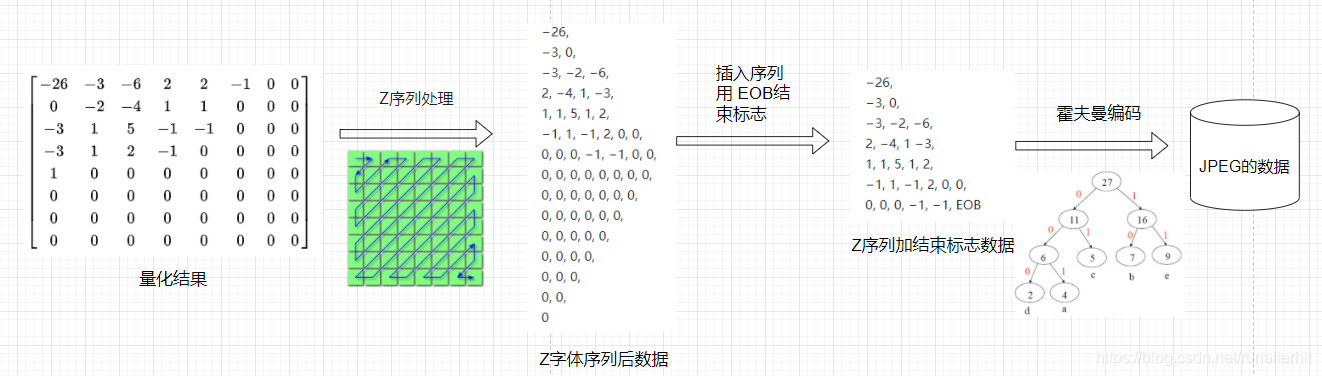 -26 -3 -6 2 2 -1 0 0
0 -2 -4 1 1 0 0 0
-3 1 5 -1 -1 0 0 0
-3 1 2 -1 0 0 0 0
1 0 0 0 0 0 0 0
0 0 0 0 0 0 0 0
0 0 0 0 0 0 0 0
0 0 0 0 0 0 0 0
量化结果
Z序列处理
−26,
−3, 0,
−3, −2, −6,
2, −4, 1, −3,
1, 1, 5, 1, 2,
−1, 1, −1, 2, 0, 0,
0, 0, 0, −1, −1, 0, 0,
0, 0, 0, 0, 0, 0, 0, 0,
0, 0, 0, 0, 0, 0, 0,
0, 0, 0, 0, 0, 0,
0, 0, 0, 0, 0,
0, 0, 0, 0,
0, 0, 0,
0, 0,
0
Z字体序列后数据
插入序列
用 EOB结
束标志
−26,
−3, 0,
−3, −2, −6,
2, −4, 1 −3,
1, 1, 5, 1, 2,
−1, 1, −1, 2, 0, 0,
0, 0, 0, −1, −1, EOB
Z序列加结束标志数据
霍夫曼编码
27
0 1
11 16
0 1 0 1
6 5 7 9
c b e
0 1
2 4
d a
JPEG的数据
https://blog.csdn.net/runafterhit